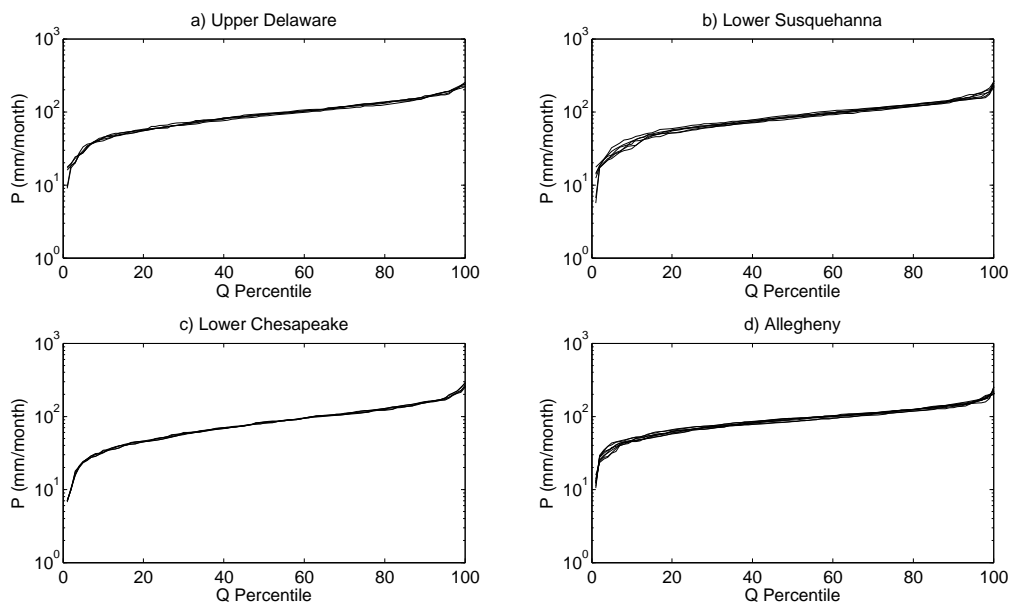 a) Upper Delaware
10^3
10^2
10^1
10^0
P (mm/month)
0 20 40 60 80 100
Q Percentile
b) Lower Susquehanna
10^3
10^2
10^1
10^0
P (mm/month)
0 20 40 60 80 100
Q Percentile
c) Lower Chesapeake
10^3
10^2
10^1
10^0
P (mm/month)
0 20 40 60 80 100
Q Percentile
d) Allegheny
10^3
10^2
10^1
10^0
P (mm/month)
0 20 40 60 80 100
Q Percentile